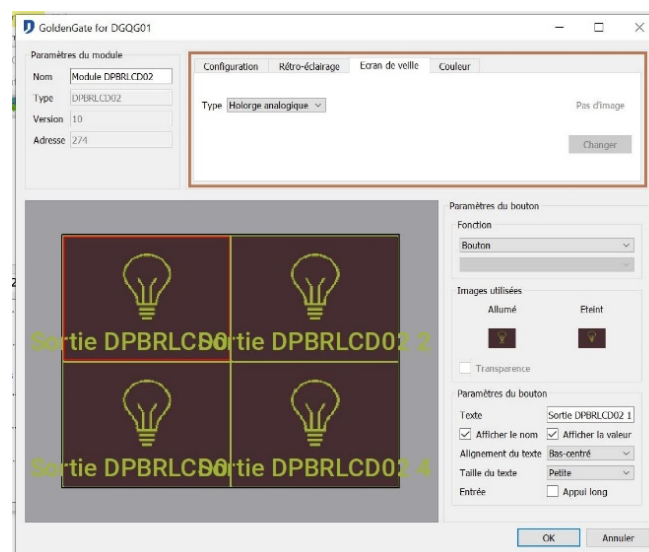 GoldenGate for DGQG01
Paramètres du module
Nom Module DPBRLCD02
Type DPBRLCD02
Version 10
Adresse 274
Configuration Rétro-éclairage Ecran de veille Couleur
Type Holorge analogique
Pas d'image
Changer
Sortie DPBRLCD0
Sortie DPBRLCD02 2
Sortie DPBRLCD0
Sortie DPBRLCD02 4
Paramètres du bouton
Fonction
Bouton
Images utilisées
Allumé Eteint
Transparence
Paramètres du bouton
Texte Sortie DPBRLCD02 1
Afficher le nom Afficher la valeur
Alignement du texte Bas-centré
Taille du texte Petite
Entrée Appui long
OK Annuler